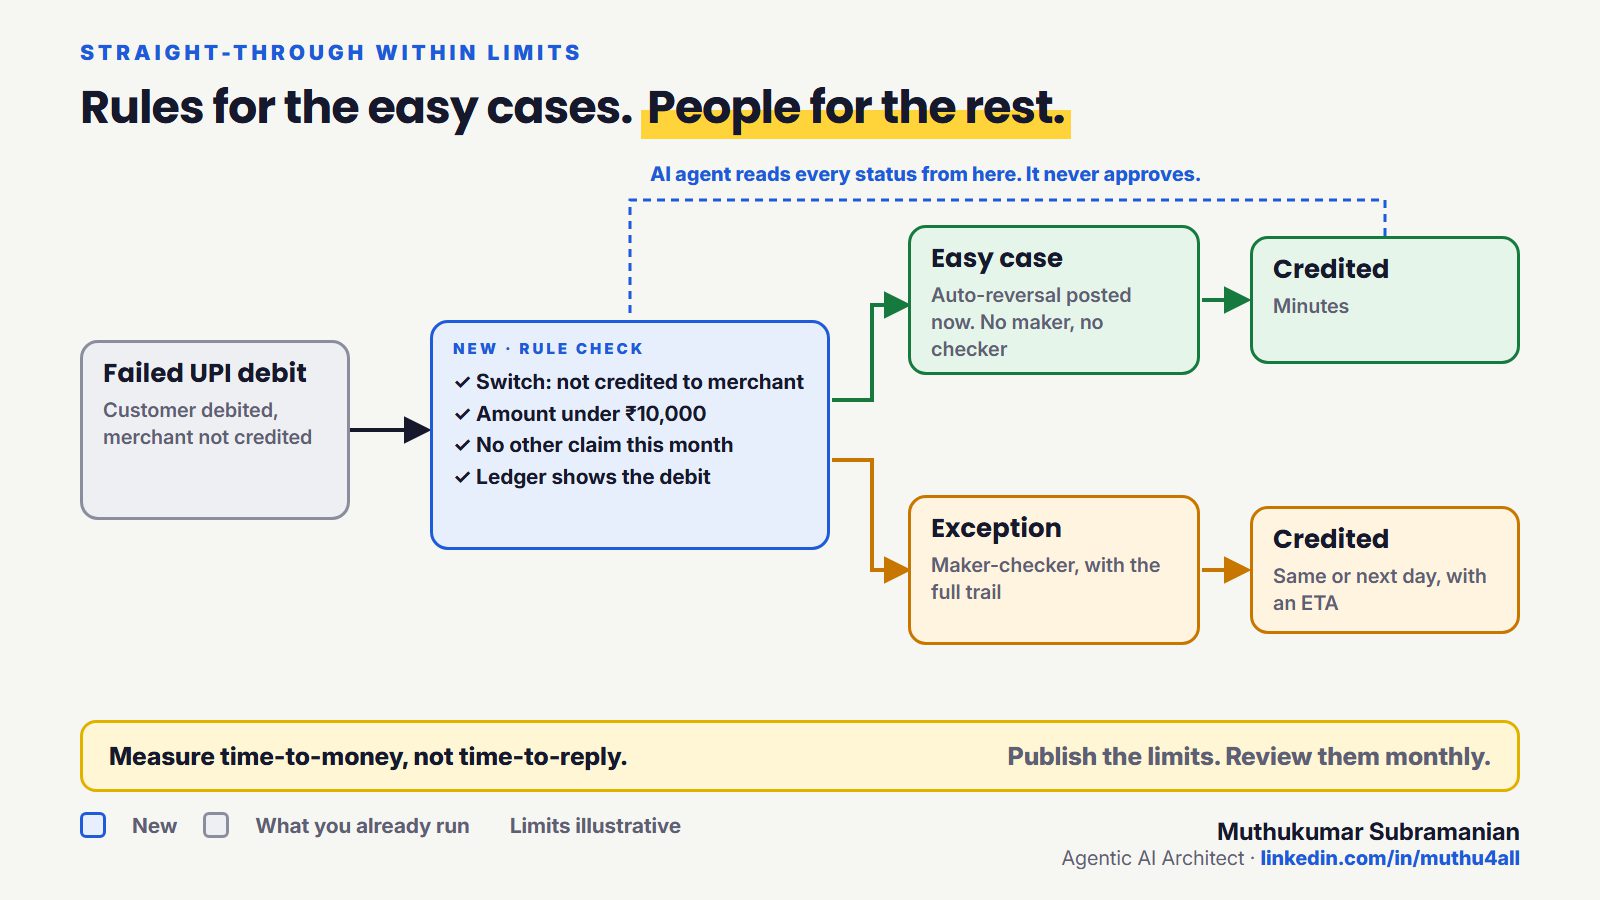 STRAIGHT-THROUGH WITHIN LIMITS
Rules for the easy cases. People for the rest.
AI agent reads every status from here. It never approves.
Failed UPI debit
Customer debited,
merchant not credited
NEW · RULE CHECK
✓ Switch: not credited to merchant
✓ Amount under ₹10,000
✓ No other claim this month
✓ Ledger shows the debit
Easy case
Auto-reversal posted
now. No maker, no
checker
Credited
Minutes
Exception
Maker-checker, with the
full trail
Credited
Same or next day, with
an ETA
Measure time-to-money, not time-to-reply.
Publish the limits. Review them monthly.
New
What you already run
Limits illustrative
Muthukumar Subramanian
Agentic AI Architect · linkedin.com/in/muthu4all